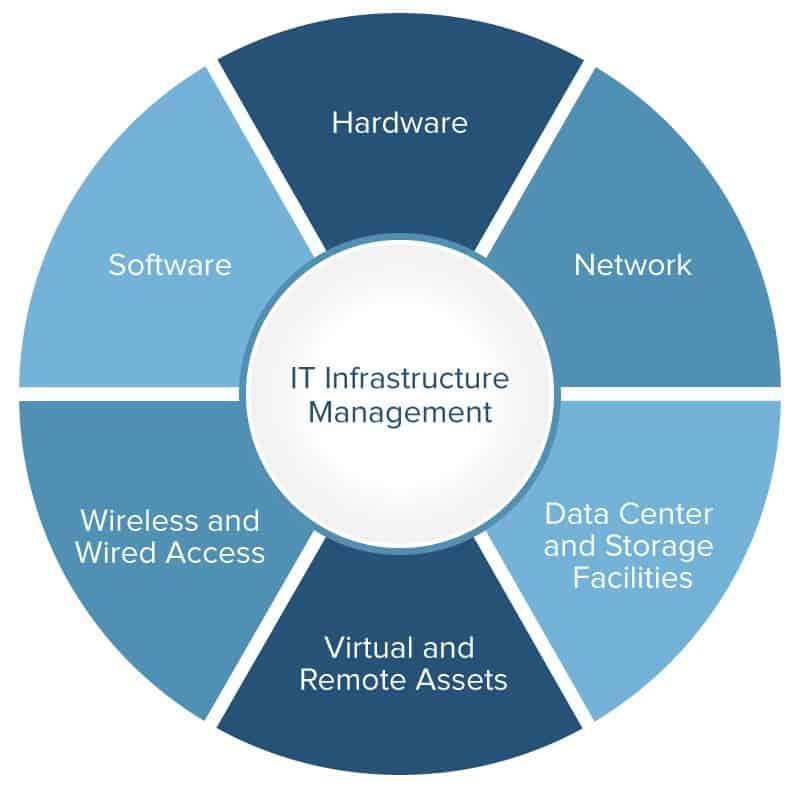 Hardware
Network
Data Center
and Storage
Facilities
Virtual and
Remote Assets
Wireless and
Wired Access
Software
IT Infrastructure
Management